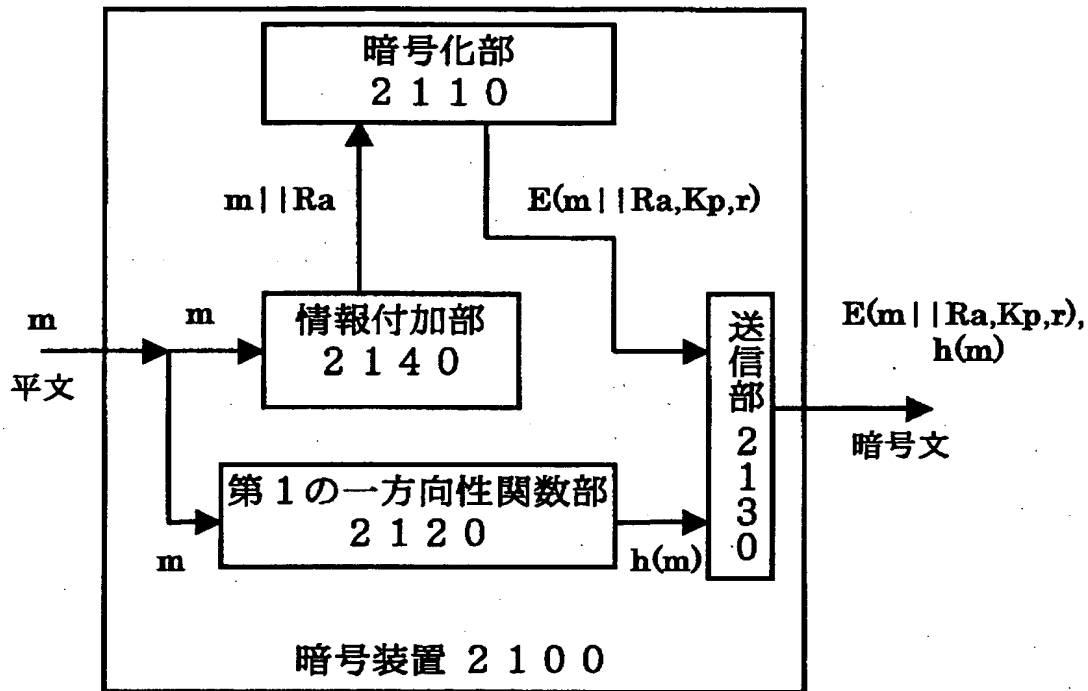 暗号化部
2110
m||Ra
E(m||Ra,Kp,r)
m
平文
m
情報付加部
2140
送信部 2130
E(m||Ra,Kp,r),
h(m)
暗号文
第1の一方向性関数部
2120
m
h(m)
暗号装置 2100